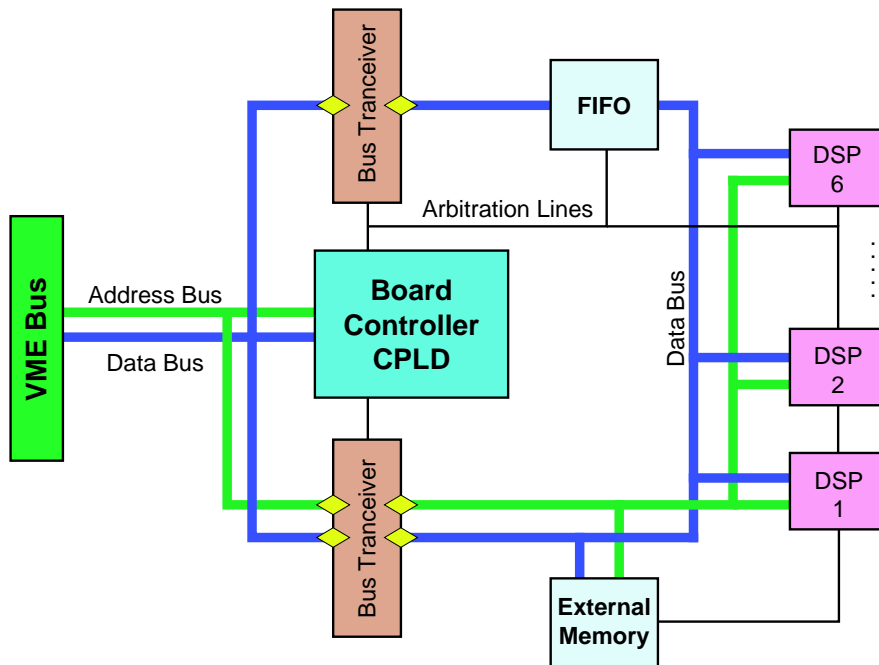 Bus Tranceiver
FIFO
DSP
6
Arbitration Lines
.....
VME Bus
Address Bus
Data Bus
Board
Controller
CPLD
Data Bus
DSP
2
Bus Tranceiver
DSP
1
External
Memory